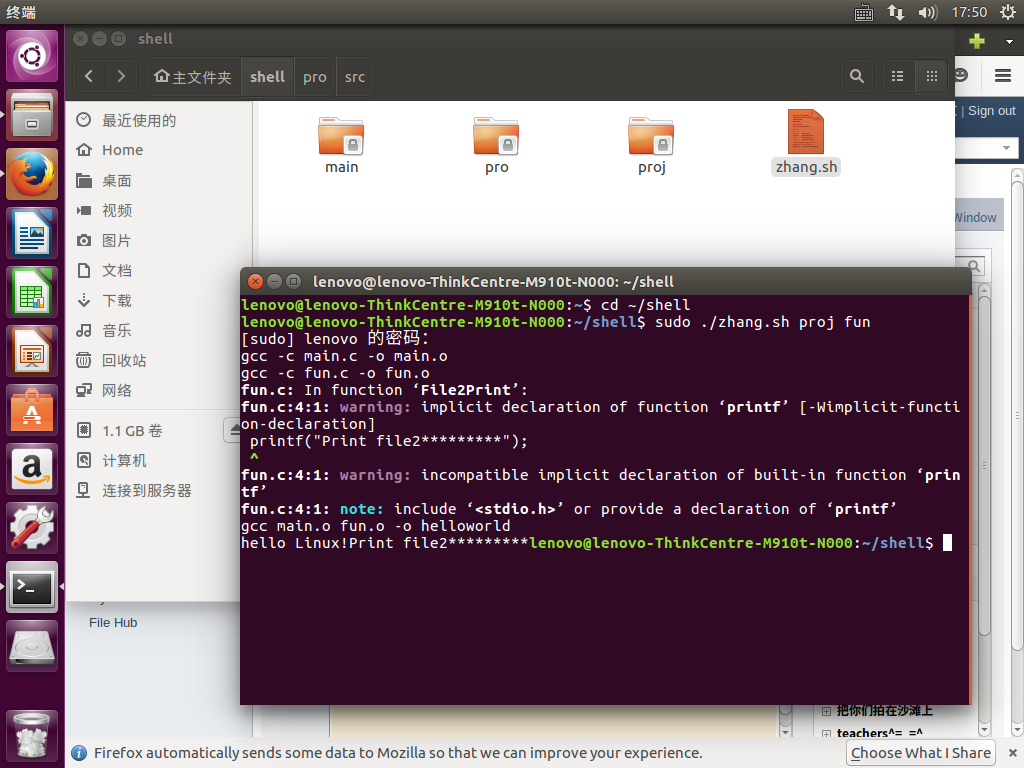 终端
17:50
shell
主文件夹 shell pro src
Sign out
最近使用的
Home
桌面
视频
图片
文档
下载
音乐
回收站
网络
1.1 GB 卷
计算机
连接到服务器
main
pro
proj
zhang.sh
Window
lenovo@lenovo-ThinkCentre-M910t-N000: ~/shell
lenovo@lenovo-ThinkCentre-M910t-N000:~$ cd ~/shell
lenovo@lenovo-ThinkCentre-M910t-N000:~/shell$ sudo ./zhang.sh proj fun
[sudo] lenovo 的密码：
gcc -c main.c -o main.o
gcc -c fun.c -o fun.o
fun.c: In function ‘File2Print’:
fun.c:4:1: warning: implicit declaration of function ‘printf’ [-Wimplicit-functi
on-declaration]
printf("Print file2*********");
^
fun.c:4:1: warning: incompatible implicit declaration of built-in function ‘prin
tf’
fun.c:4:1: note: include ‘<stdio.h>’ or provide a declaration of ‘printf’
gcc main.o fun.o -o helloworld
hello Linux!Print file2*********lenovo@lenovo-ThinkCentre-M910t-N000:~/shell$
File Hub
把你们拍在沙滩上
teachers^=_=^
Firefox automatically sends some data to Mozilla so that we can improve your experience.
Choose What I Share